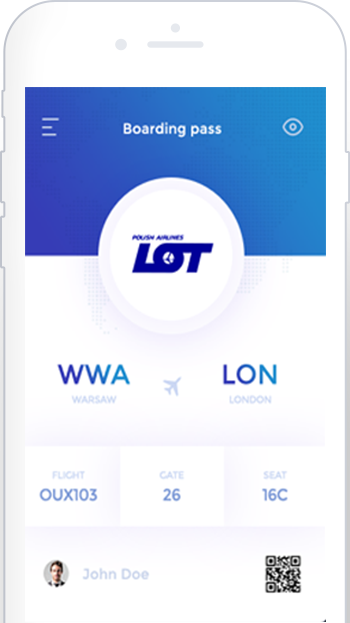 Boarding pass
POLISH AIRLINES
LOT
WWA
LON
WARSAW
LONDON
FLIGHT
GATE
SEAT
OUX103
26
16C
John Doe